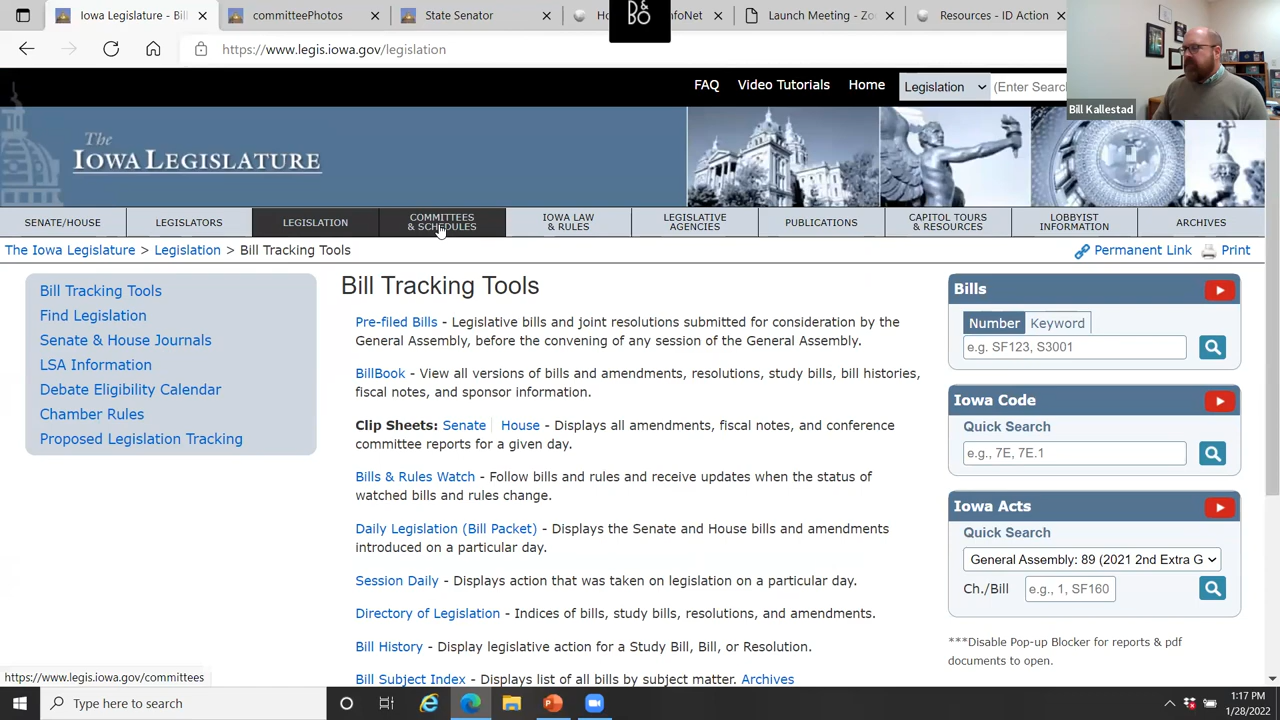 Iowa Legislature - Bil
committeePhotos
State Senator
Ho
foNet
Launch Meeting - Zo
Resources - ID Action
D&BO
https://www.legis.iowa.gov/legislation
Bill Kallestad
FAQ Video Tutorials Home Legislation (Enter Searc
The
IOWA LEGISLATURE
SENATE/HOUSE
LEGISLATORS
LEGISLATION
COMMITTEES
& SCHEDULES
IOWA LAW
& RULES
LEGISLATIVE
AGENCIES
PUBLICATIONS
CAPITOL TOURS
& RESOURCES
LOBBYIST
INFORMATION
ARCHIVES
The Iowa Legislature > Legislation > Bill Tracking Tools
Permanent Link Print
Bill Tracking Tools
Find Legislation
Senate & House Journals
LSA Information
Debate Eligibility Calendar
Chamber Rules
Proposed Legislation Tracking
Bill Tracking Tools
Pre-filed Bills - Legislative bills and joint resolutions submitted for consideration by the
General Assembly, before the convening of any session of the General Assembly.
BillBook - View all versions of bills and amendments, resolutions, study bills, bill histories,
fiscal notes, and sponsor information.
Clip Sheets: Senate House - Displays all amendments, fiscal notes, and conference
committee reports for a given day.
Bills & Rules Watch - Follow bills and rules and receive updates when the status of
watched bills and rules change.
Daily Legislation (Bill Packet) - Displays the Senate and House bills and amendments
introduced on a particular day.
Session Daily - Displays action that was taken on legislation on a particular day.
Directory of Legislation - Indices of bills, study bills, resolutions, and amendments.
Bill History - Display legislative action for a Study Bill, Bill, or Resolution.
Bill Subject Index - Displays list of all bills by subject matter. Archives
Bills
Number Keyword
e.g. SF123, S3001
Iowa Code
Quick Search
e.g., 7E, 7E.1
Iowa Acts
Quick Search
General Assembly: 89 (2021 2nd Extra G
Ch./Bill e.g., 1, SF160
***Disable Pop-up Blocker for reports & pdf
documents to open.
https://www.legis.iowa.gov/committees
Type here to search
1:17 PM
1/28/2022